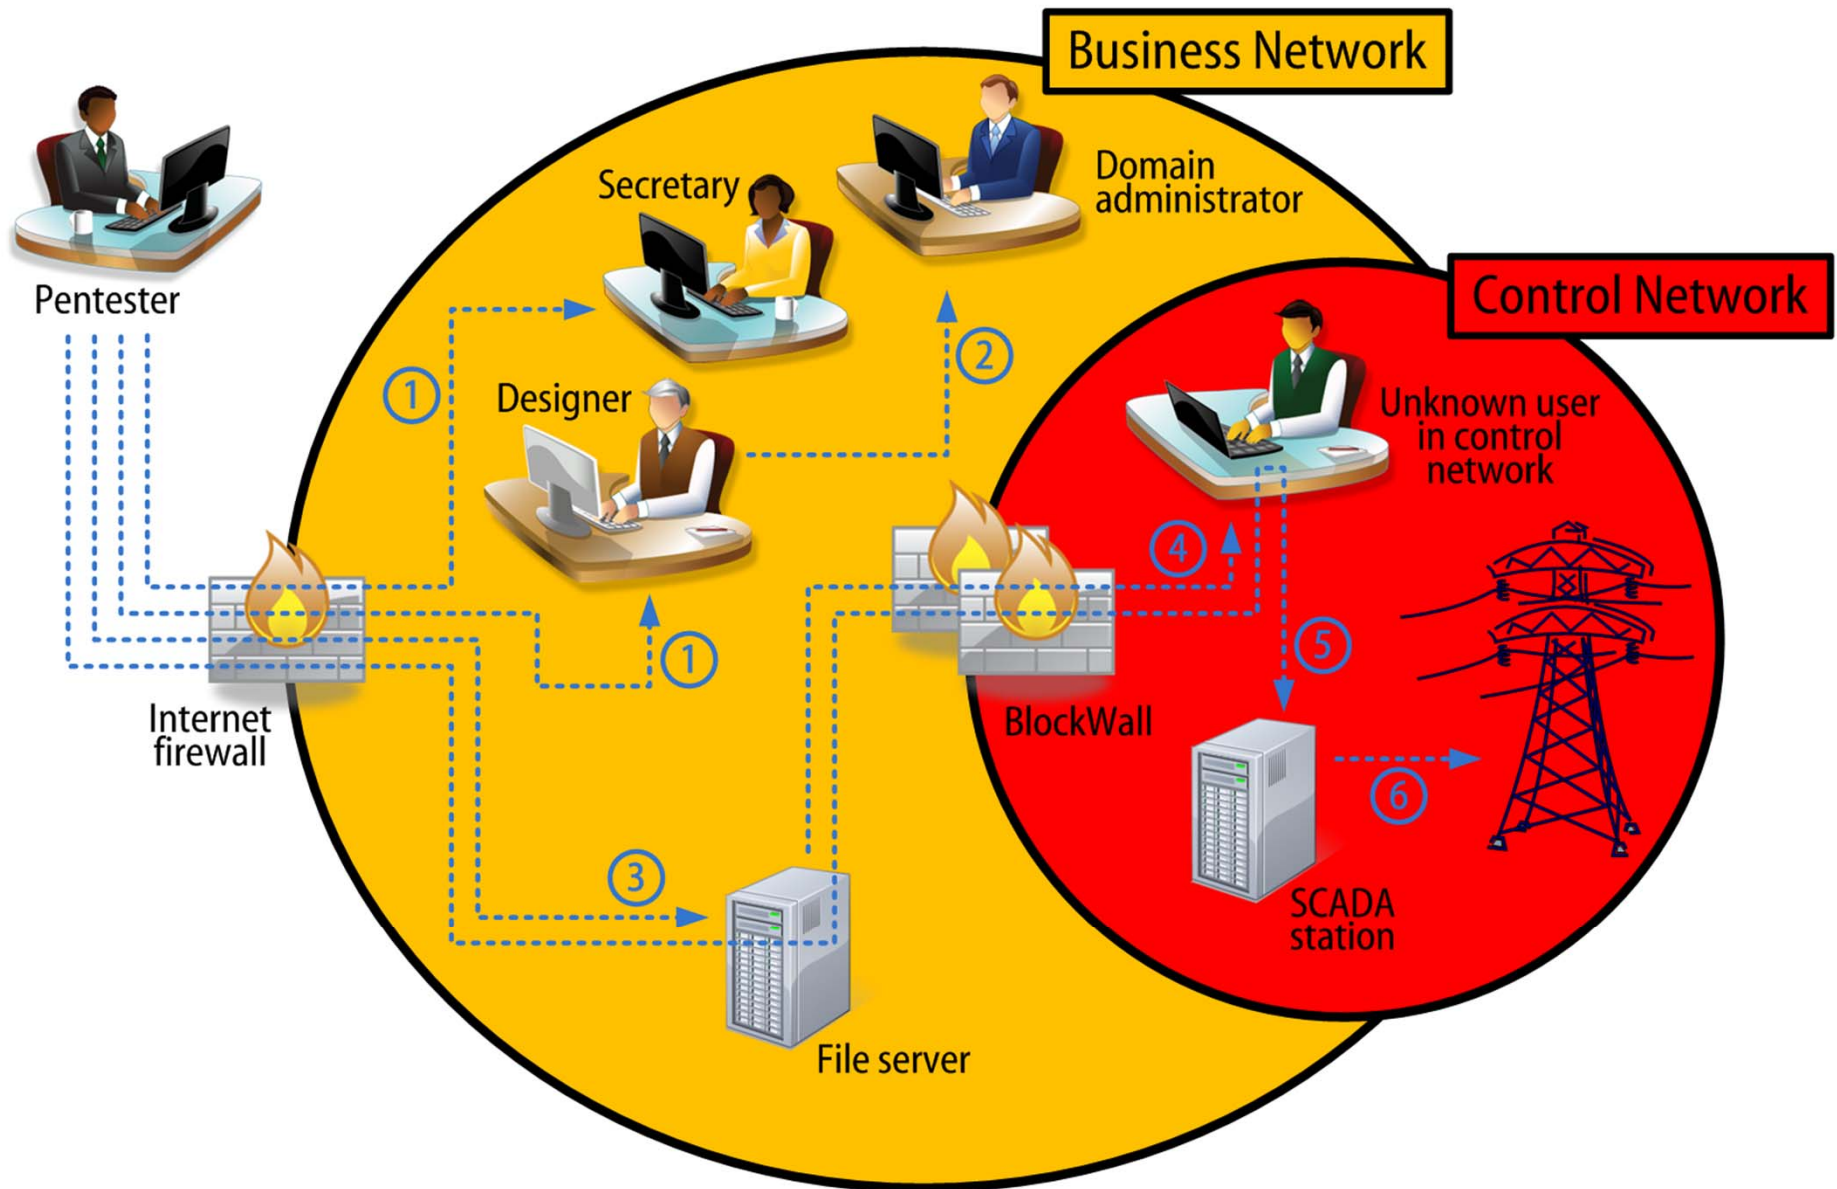 Business Network
Secretary
Domain
administrator
Pentester
Control Network
Designer
Unknown user
in control
network
1
2
4
1
5
Internet
firewall
BlockWall
6
3
SCADA
station
File server